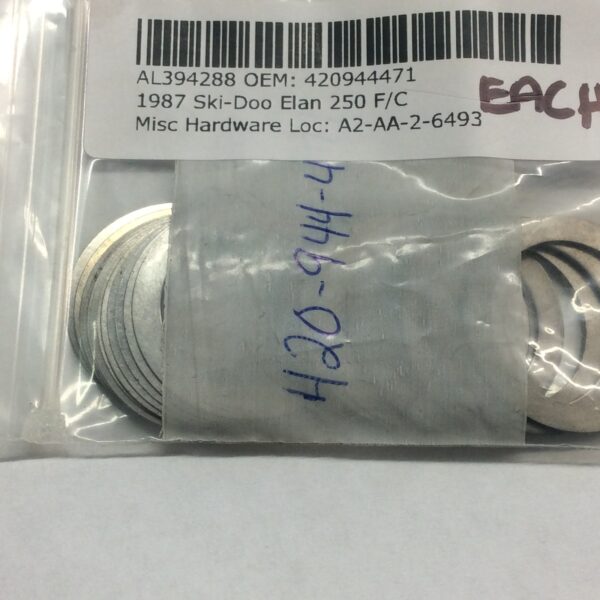 AL394288 OEM: 420944471
1987 Ski-Doo Elan 250 F/C
Misc Hardware Loc: A2-AA-2-6493
EACH
420-944-4